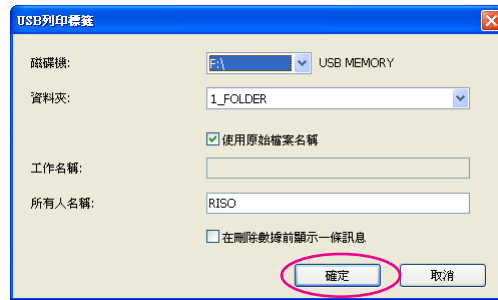 USB列印標籤
磁碟機: F:\ USB MEMORY
資料夾: 1_FOLDER
使用原始檔案名稱
工作名稱:
所有人名稱: RISO
在刪除數據前顯示一條訊息
確定 取消